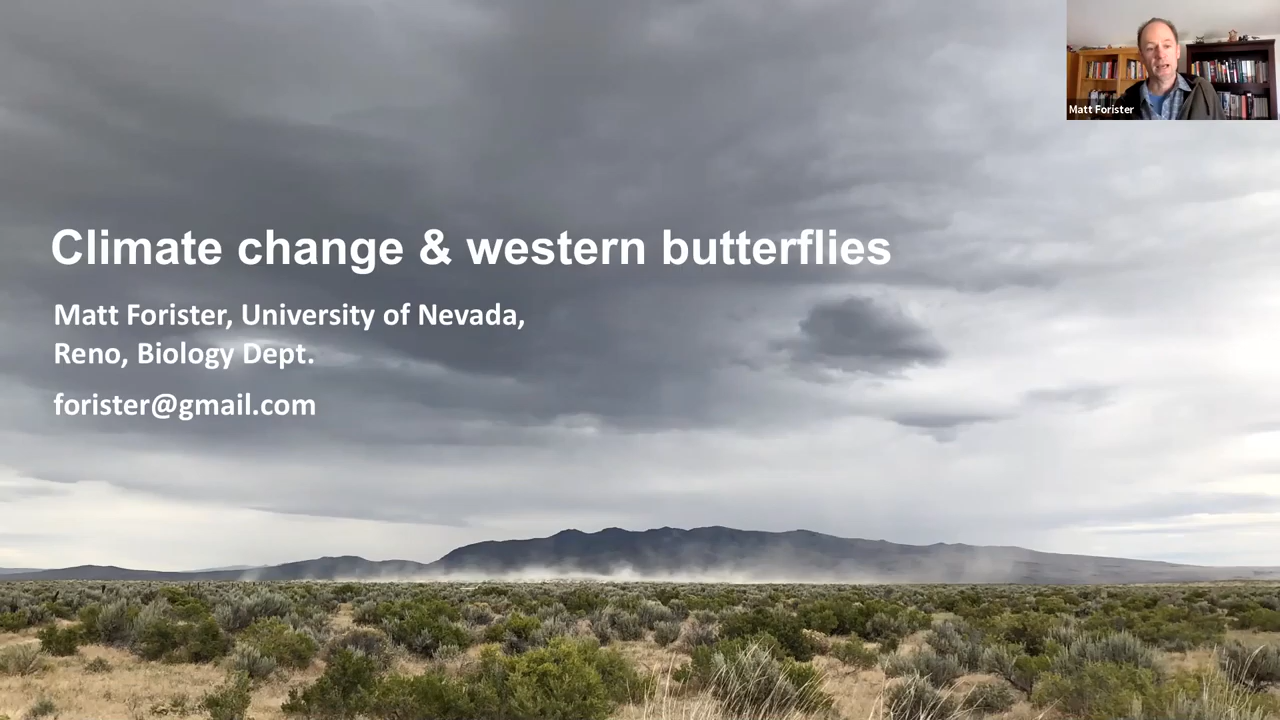 Matt Forister
Climate change & western butterflies
Matt Forister, University of Nevada,
Reno, Biology Dept.
forister@gmail.com